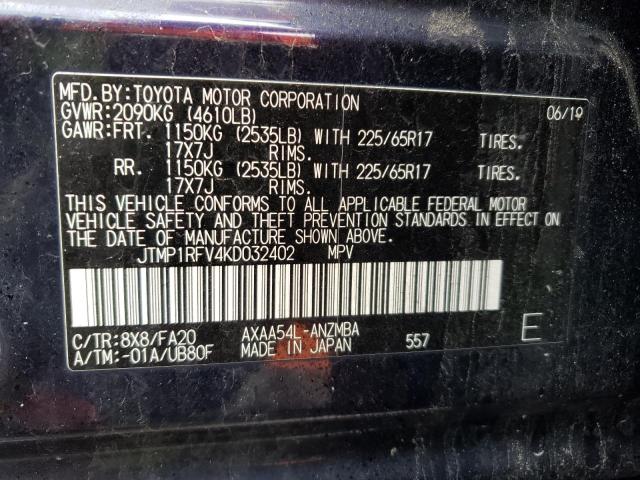 MFD.BY:TOYOTA MOTOR CORPORATION 06/19
GVWR:2090KG (4610LB)
GAWR:FRT. 1150KG (2535LB) WITH 225/65R17 TIRES.
17X7J RIMS.
RR. 1150KG (2535LB) WITH 225/65R17 TIRES.
17X7J RIMS.
THIS VEHICLE CONFORMS TO ALL APPLICABLE FEDERAL MOTOR
VEHICLE SAFETY AND THEFT PREVENTION STANDARDS IN EFFECT ON
THE DATE OF MANUFACTURE SHOWN ABOVE.
JTMP1RFV4KD032402 MPV
C/TR:8X8/FA20 AXAA54L-ANZMBA
A/TM:-01A/UB80F MADE IN JAPAN 557 E